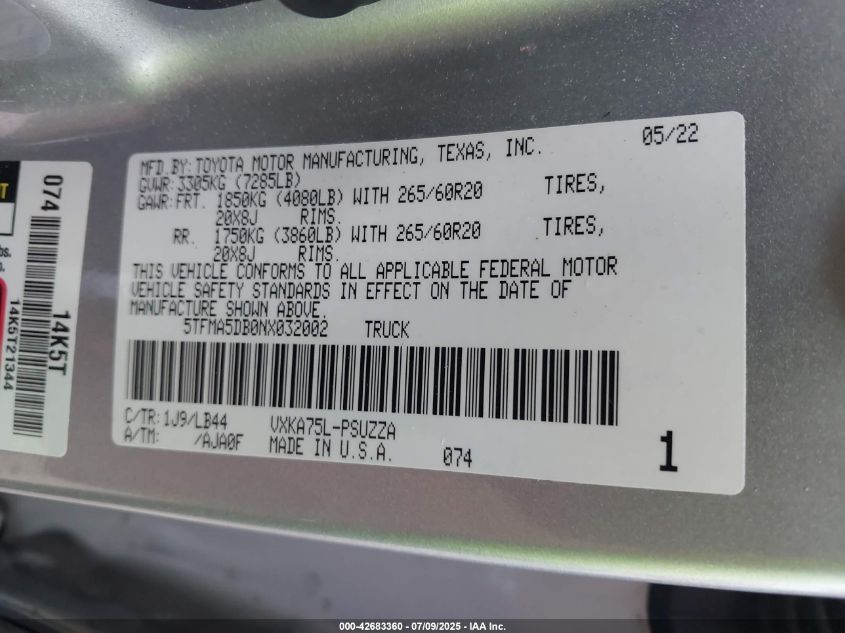 MFD.BY:TOYOTA MOTOR MANUFACTURING, TEXAS, INC. 05/22
GVWR:3305KG (7285LB)
GAWR:FRT. 1850KG (4080LB) WITH 265/60R20 TIRES,
20X8J RIMS.
RR. 1750KG (3860LB) WITH 265/60R20 TIRES,
20X8J RIMS.
THIS VEHICLE CONFORMS TO ALL APPLICABLE FEDERAL MOTOR
VEHICLE SAFETY STANDARDS IN EFFECT ON THE DATE OF
MANUFACTURE SHOWN ABOVE.
5TFMA5DB0NX032002 TRUCK
C/TR:1J9/LB44 VXKA75L-PSUZZA
A/TM: /AJA0F MADE IN U.S.A. 074 1
074 14K5T
14K5T21344
000-42683360 / 07/09/2025 - IAA Inc.